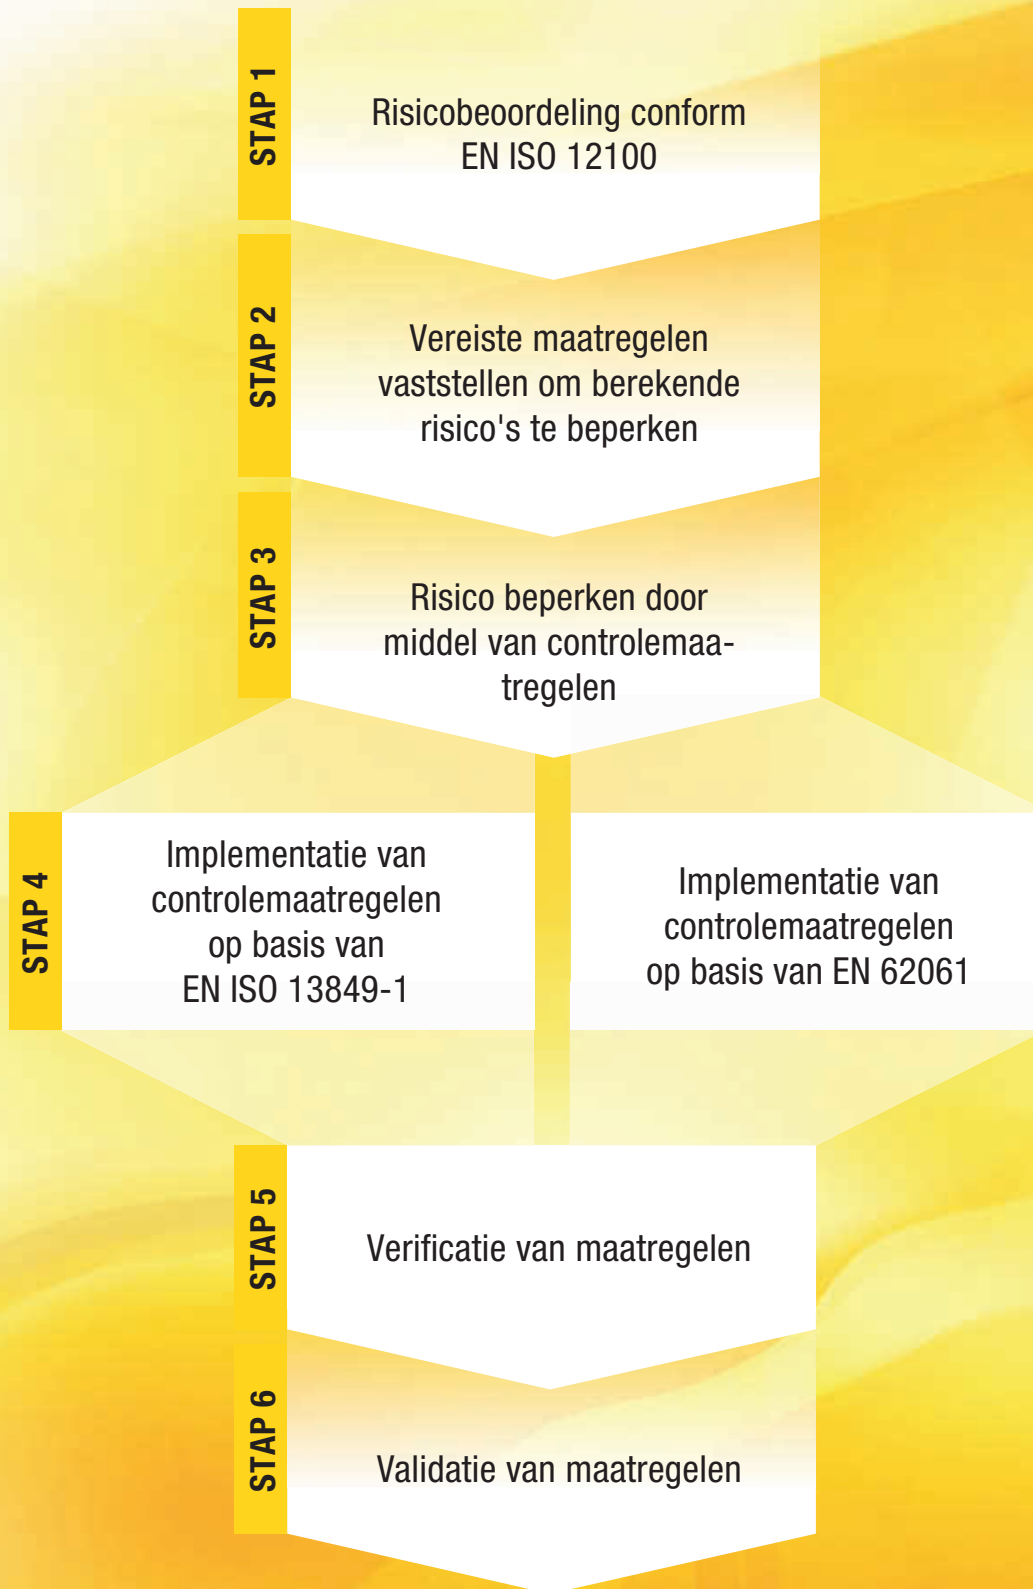 STAP 1
Risicobeoordeling conform
EN ISO 12100
STAP 2
Vereiste maatregelen
vaststellen om berekende
risico's te beperken
STAP 3
Risico beperken door
middel van controlemaa-
tregelen
STAP 4
Implementatie van
controlemaatregelen
op basis van
EN ISO 13849-1
Implementatie van
controlemaatregelen
op basis van EN 62061
STAP 5
Verificatie van maatregelen
STAP 6
Validatie van maatregelen